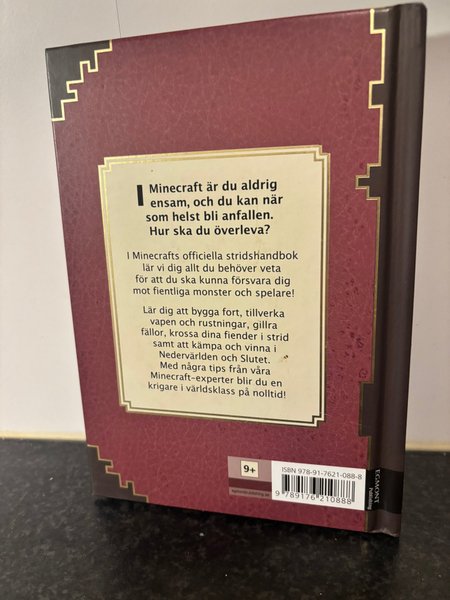 I Minecraft är du aldrig
ensam, och du kan när
som helst bli anfallen.
Hur ska du överleva?
I Minecrafts officiella stridshandbok
lär vi dig allt du behöver veta
för att du ska kunna försvara dig
mot fientliga monster och spelare!
Lär dig att bygga fort, tillverka
vapen och rustningar, gillra
fällor, krossa dina fiender i strid
samt att kämpa och vinna i
Nedervärlden och Slutet.
Med några tips från våra
Minecraft-experter blir du en
krigare i världsklass på nolltid!
9+
ISBN 978-91-7621-088-8
9789176210888
EGMONT
Publishing